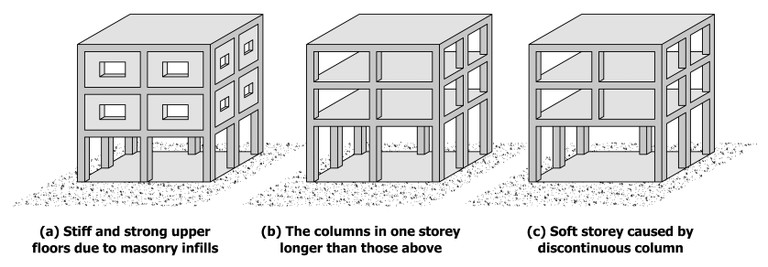 (a) Stiff and strong upper
floors due to masonry infills
(b) The columns in one storey
longer than those above
(c) Soft storey caused by
discontinuous column